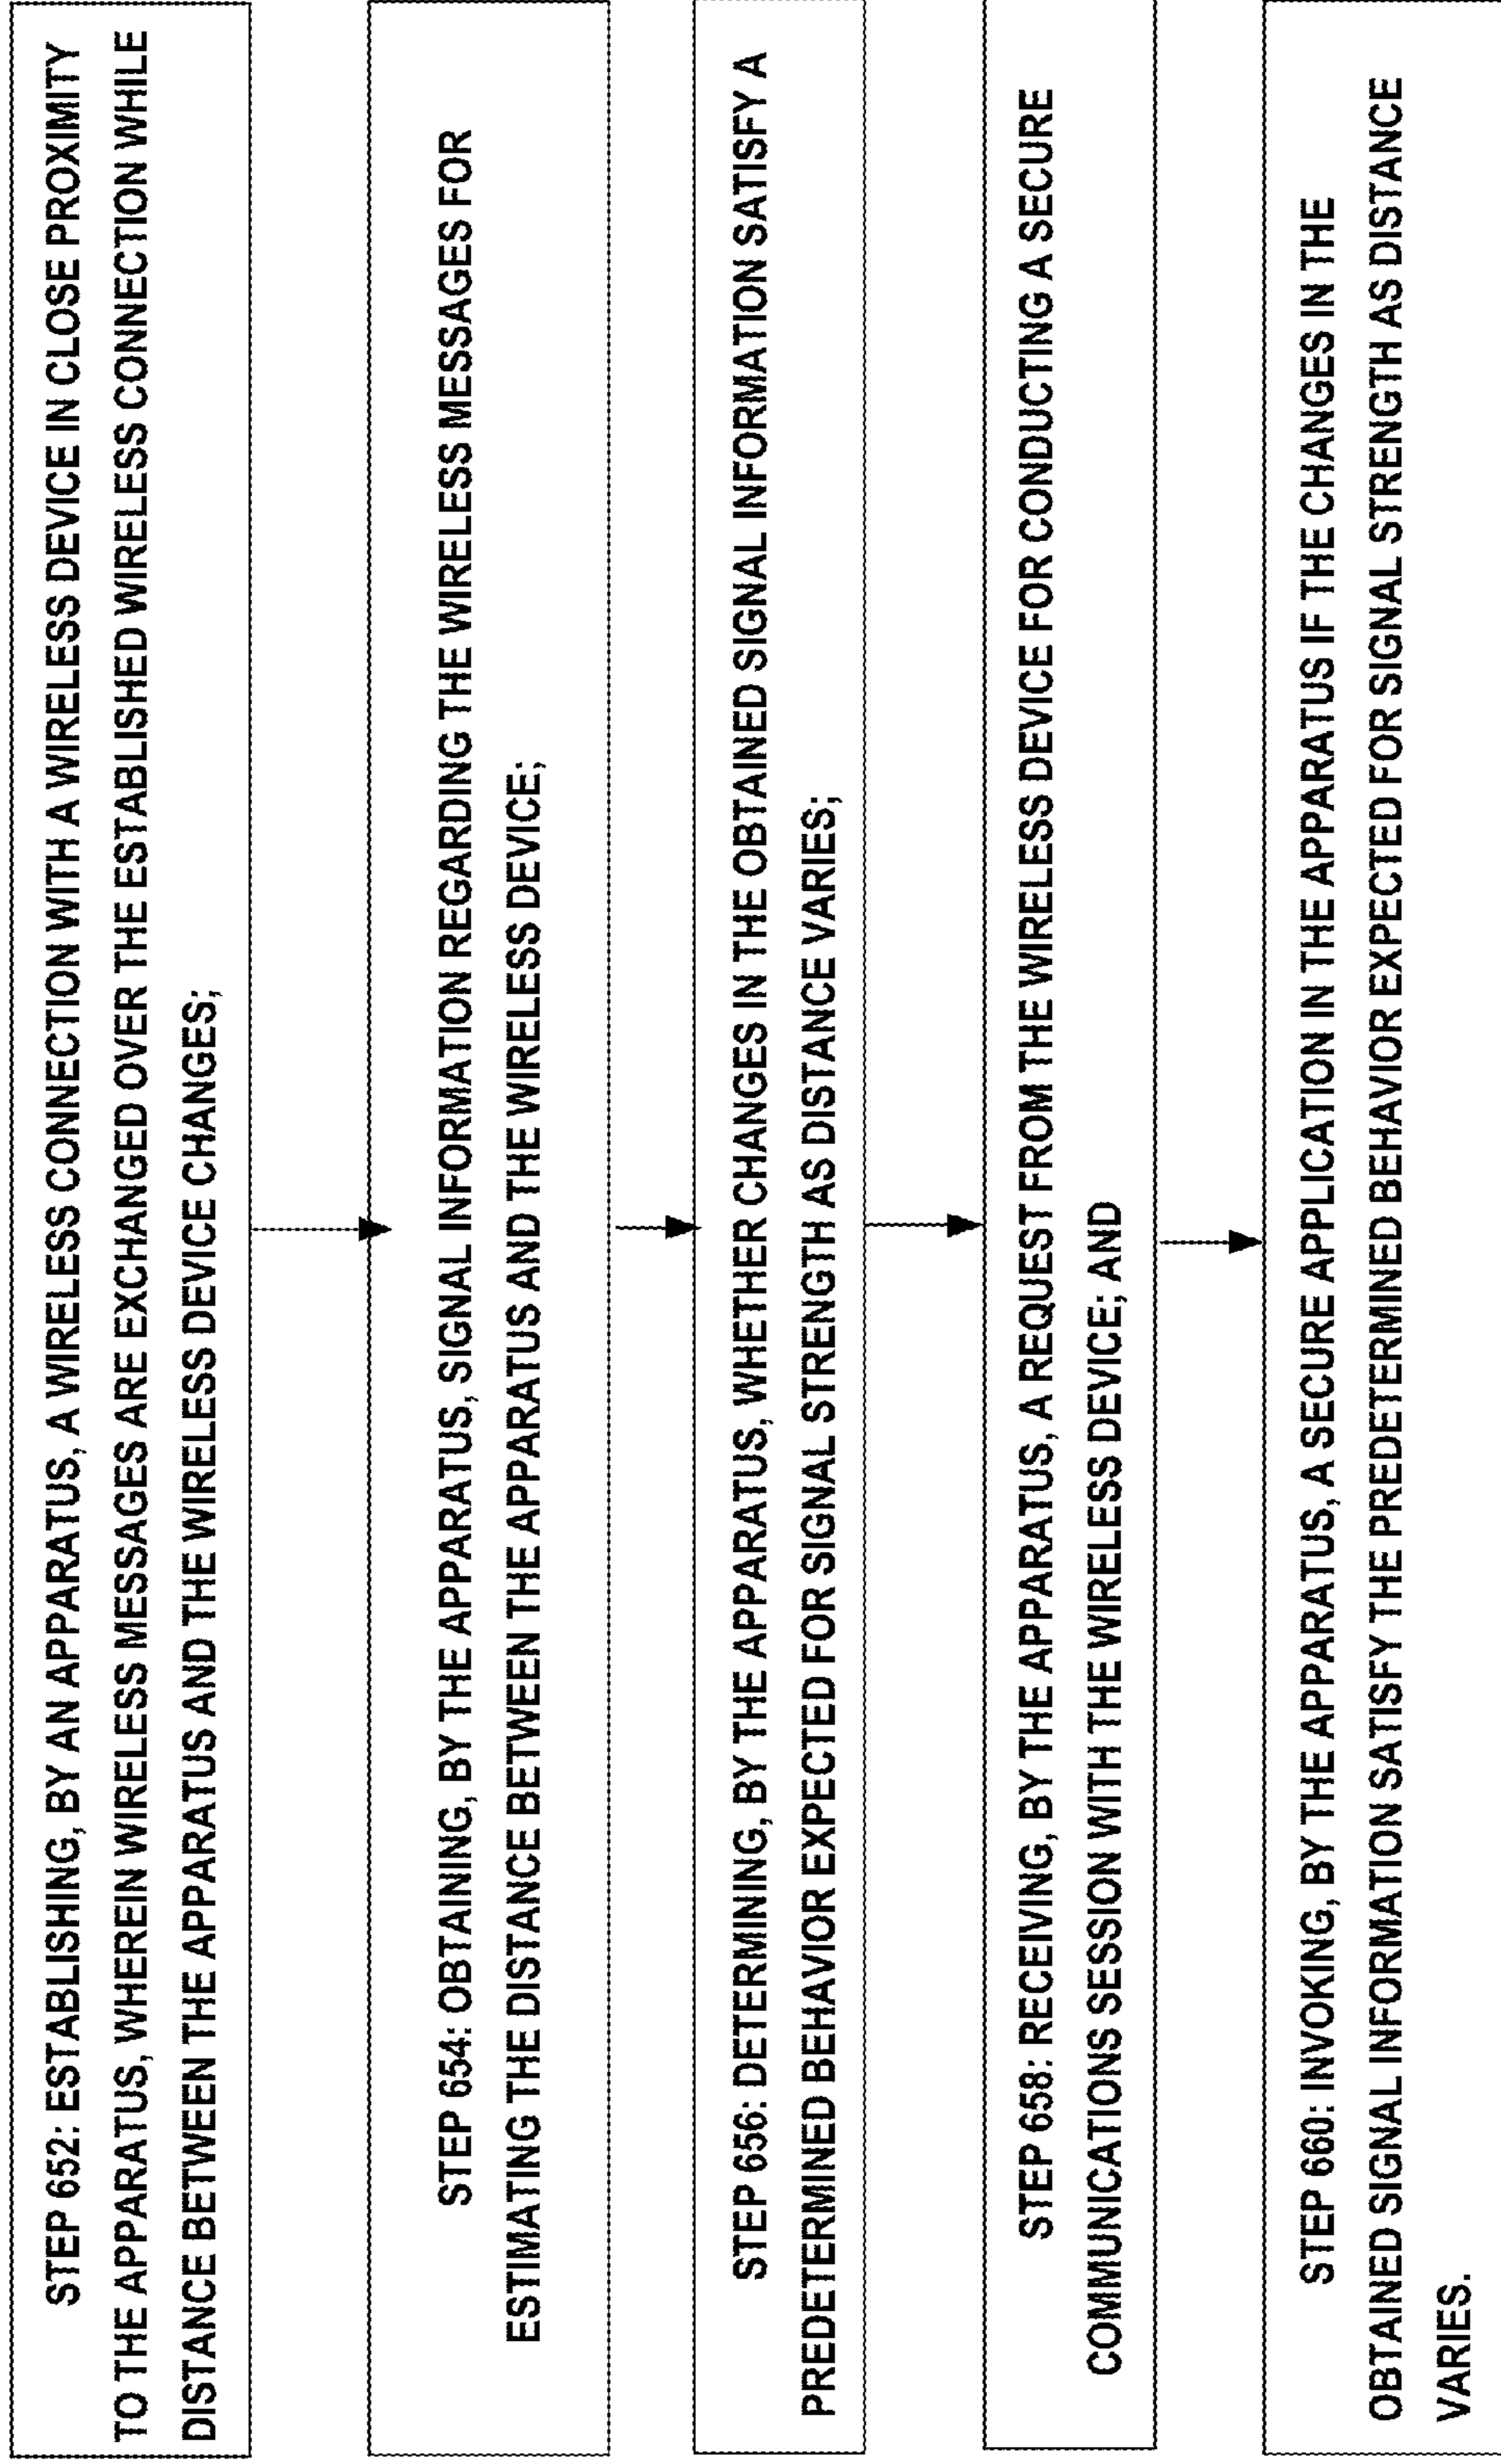 STEP 652: ESTABLISHING, BY AN APPARATUS, A WIRELESS CONNECTION WITH A WIRELESS DEVICE IN CLOSE PROXIMITY
TO THE APPARATUS, WHEREIN WIRELESS MESSAGES ARE EXCHANGED OVER THE ESTABLISHED WIRELESS CONNECTION WHILE
DISTANCE BETWEEN THE APPARATUS AND THE WIRELESS DEVICE CHANGES;
STEP 654: OBTAINING, BY THE APPARATUS, SIGNAL INFORMATION REGARDING THE WIRELESS MESSAGES FOR
ESTIMATING THE DISTANCE BETWEEN THE APPARATUS AND THE WIRELESS DEVICE;
STEP 656: DETERMINING, BY THE APPARATUS, WHETHER CHANGES IN THE OBTAINED SIGNAL INFORMATION SATISFY A
PREDETERMINED BEHAVIOR EXPECTED FOR SIGNAL STRENGTH AS DISTANCE VARIES;
STEP 658: RECEIVING, BY THE APPARATUS, A REQUEST FROM THE WIRELESS DEVICE FOR CONDUCTING A SECURE
COMMUNICATIONS SESSION WITH THE WIRELESS DEVICE; AND
STEP 660: INVOKING, BY THE APPARATUS, A SECURE APPLICATION IN THE APPARATUS IF THE CHANGES IN THE
OBTAINED SIGNAL INFORMATION SATISFY THE PREDETERMINED BEHAVIOR EXPECTED FOR SIGNAL STRENGTH AS DISTANCE
VARIES.